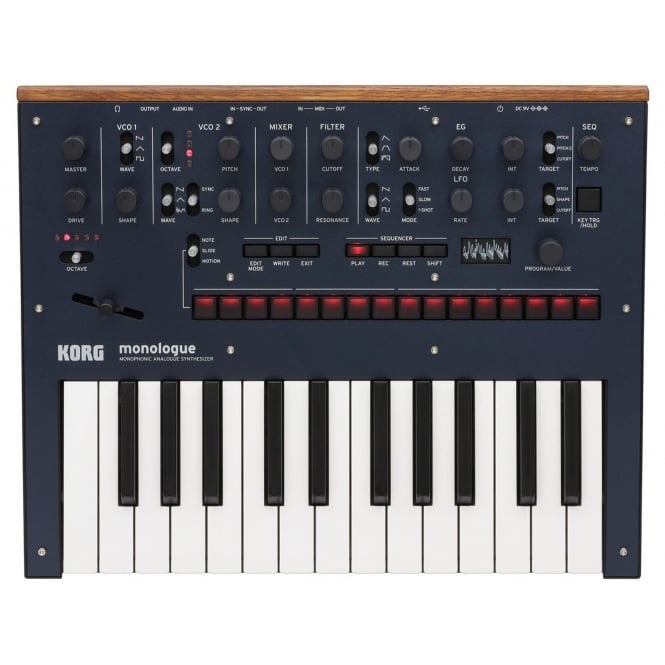 OUTPUT AUDIO IN IN – SYNC – OUT IN — MIDI — OUT DC 9V
VCO 1 VCO 2 MIXER FILTER EG SEQ
MASTER WAVE OCTAVE PITCH VCO 1 CUTOFF TYPE ATTACK DECAY INT TARGET TEMPO
PITCH
PITCH 2
CUTOFF
LFO
DRIVE SHAPE WAVE SYNC RING SHAPE VCO 2 RESONANCE WAVE MODE RATE INT TARGET
FAST
SLOW
1-SHOT
PITCH
SHAPE
CUTOFF
KEY TRG
/HOLD
OCTAVE
NOTE
SLIDE
MOTION
EDIT
EDIT MODE WRITE EXIT
SEQUENCER
PLAY REC REST SHIFT
PROGRAM/VALUE
KORG monologue
MONOPHONIC ANALOGUE SYNTHESIZER